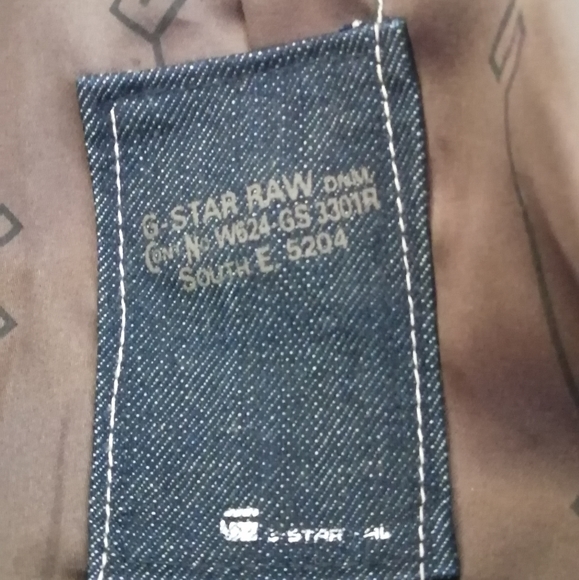 G-STAR RAW DNM.
CONT No W624-GS 3301R
SOUTH E. 5204
G-STAR